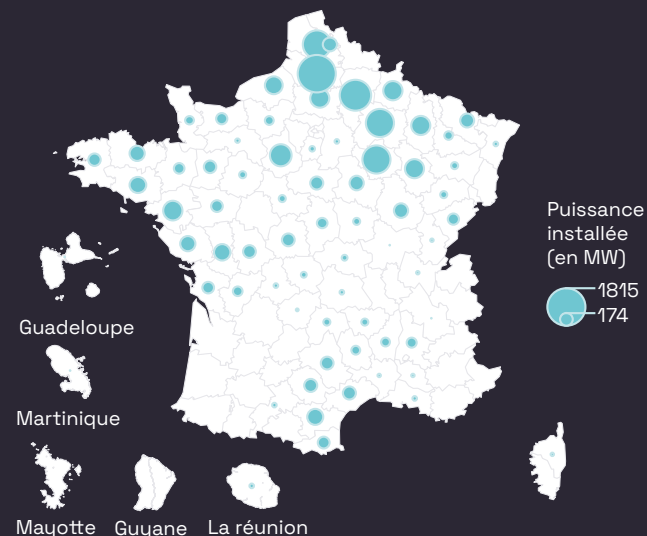 Puissance
installée
(en MW)
1815
174
Guadeloupe
Martinique
Mayotte Guyane La réunion